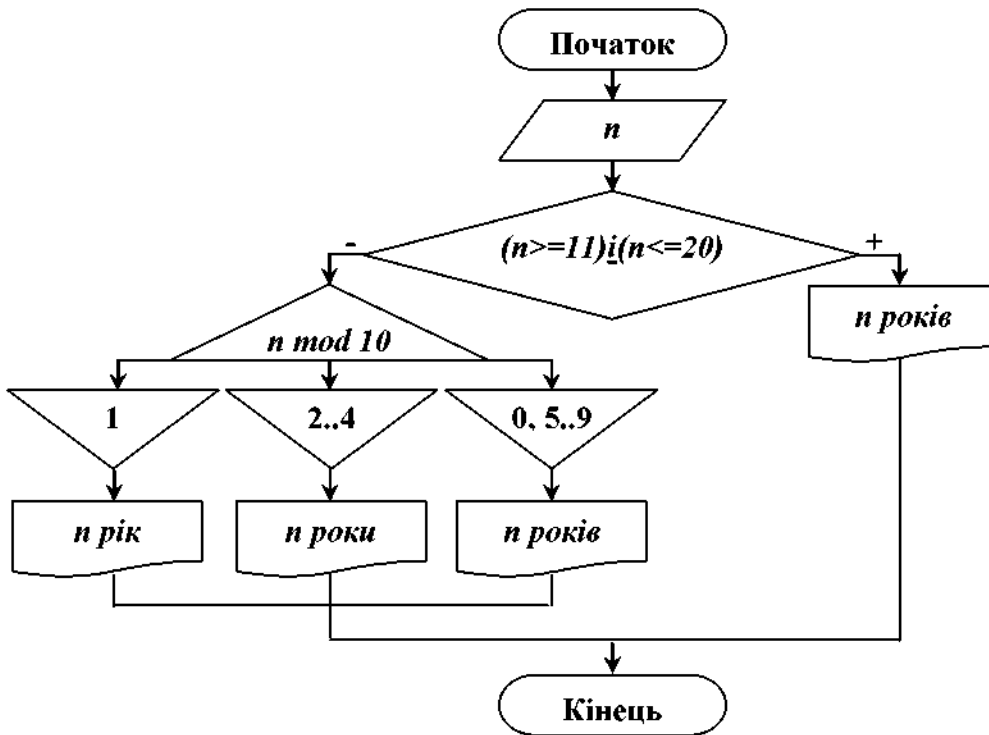 Початок
n
(n>=11)і(n<=20)
-
+
n років
n mod 10
1
2..4
0, 5..9
n рік
n роки
n років
Кінець